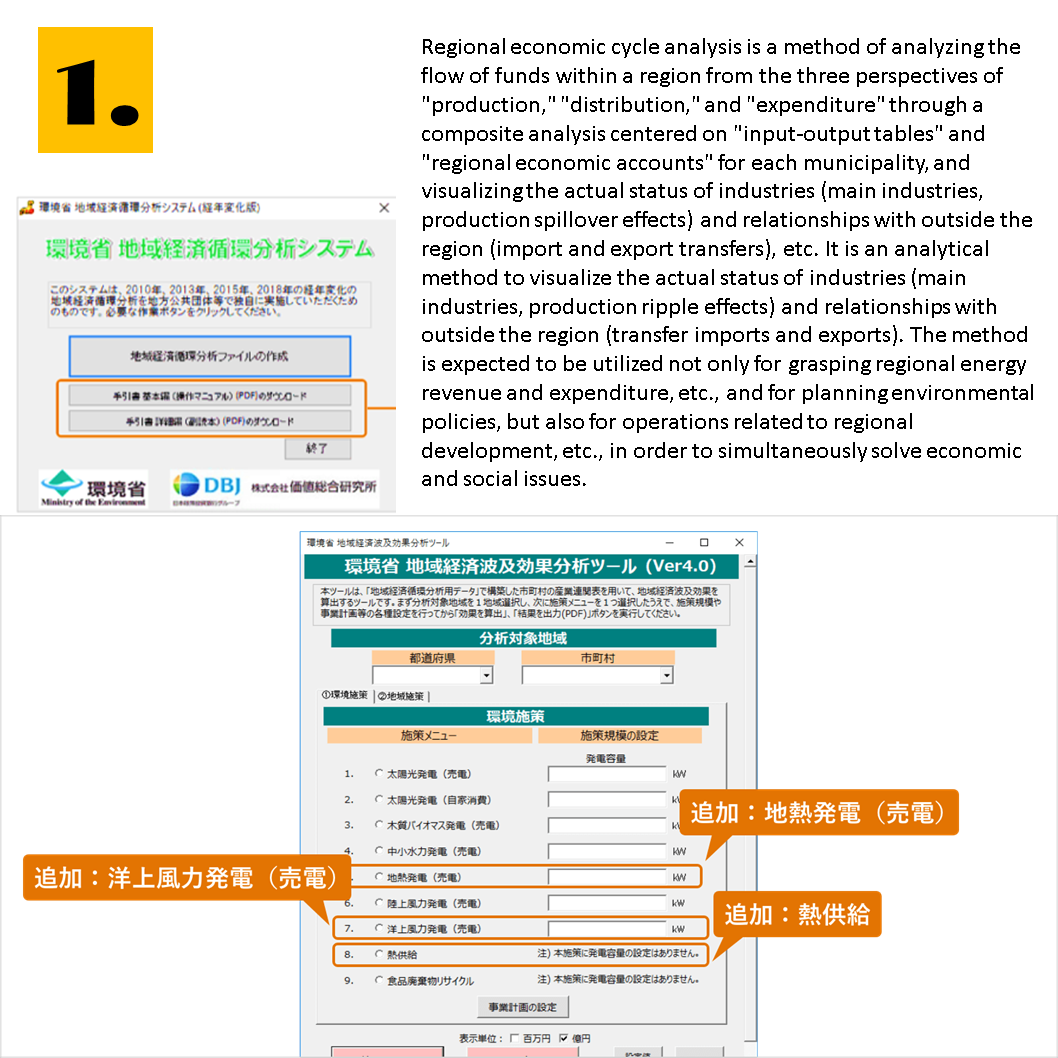 1.
Regional economic cycle analysis is a method of analyzing the
flow of funds within a region from the three perspectives of
"production," "distribution," and "expenditure" through a
composite analysis centered on "input-output tables" and
"regional economic accounts" for each municipality, and
visualizing the actual status of industries (main industries,
production spillover effects) and relationships with outside the
region (import and export transfers), etc. It is an analytical
method to visualize the actual status of industries (main
industries, production ripple effects) and relationships with
outside the region (transfer imports and exports). The method
is expected to be utilized not only for grasping regional energy
revenue and expenditure, etc., and for planning environmental
policies, but also for operations related to regional
development, etc., in order to simultaneously solve economic
and social issues.
環境省 地域経済循環分析システム(経年変化版)
環境省 地域経済循環分析システム
このシステムは、2010年、2013年、2015年、2018年の経年変化の
地域経済循環分析を地方公共団体等で独自に実施していただくため
のものです。必要な作業ボタンをクリックしてください。
地域経済循環分析ファイルの作成
手引書 基本編 (操作マニュアル) (PDF)のダウンロード
手引書 詳細編 (副読本) (PDF)のダウンロード
終了
環境省
Ministry of the Environment
DBJ
日本政策投資銀行グループ
株式会社価値総合研究所
環境省 地域経済波及効果分析ツール
環境省 地域経済波及効果分析ツール (Ver4.0)
本ツールは、「地域経済循環分析用データ」で構築した市町村の産業連関表を用いて、地域経済波及効果を
算出するツールです。まず分析対象地域を１地域選択し、次に施策メニューを１つ選択したうえで、施策規模や
事業計画等の各種設定を行ってから「効果を算出」、「結果を出力(PDF)」ボタンを実行してください。
分析対象地域
都道府県
市町村
①環境施策
②地域施策
環境施策
施策メニュー
施策規模の設定
発電容量
1. 太陽光発電（売電） kW
2. 太陽光発電（自家消費） kW
3. 木質バイオマス発電（売電）
4. 中小水力発電（売電） kW
地熱発電（売電） kW
6. 陸上風力発電（売電） kW
7. 洋上風力発電（売電） kW
8. 熱供給 注) 本施策に発電容量の設定はありません。
9. 食品廃棄物リサイクル 注) 本施策に発電容量の設定はありません。
追加：地熱発電（売電）
追加：洋上風力発電（売電）
追加：熱供給
事業計画の設定
表示単位： 百万円 億円